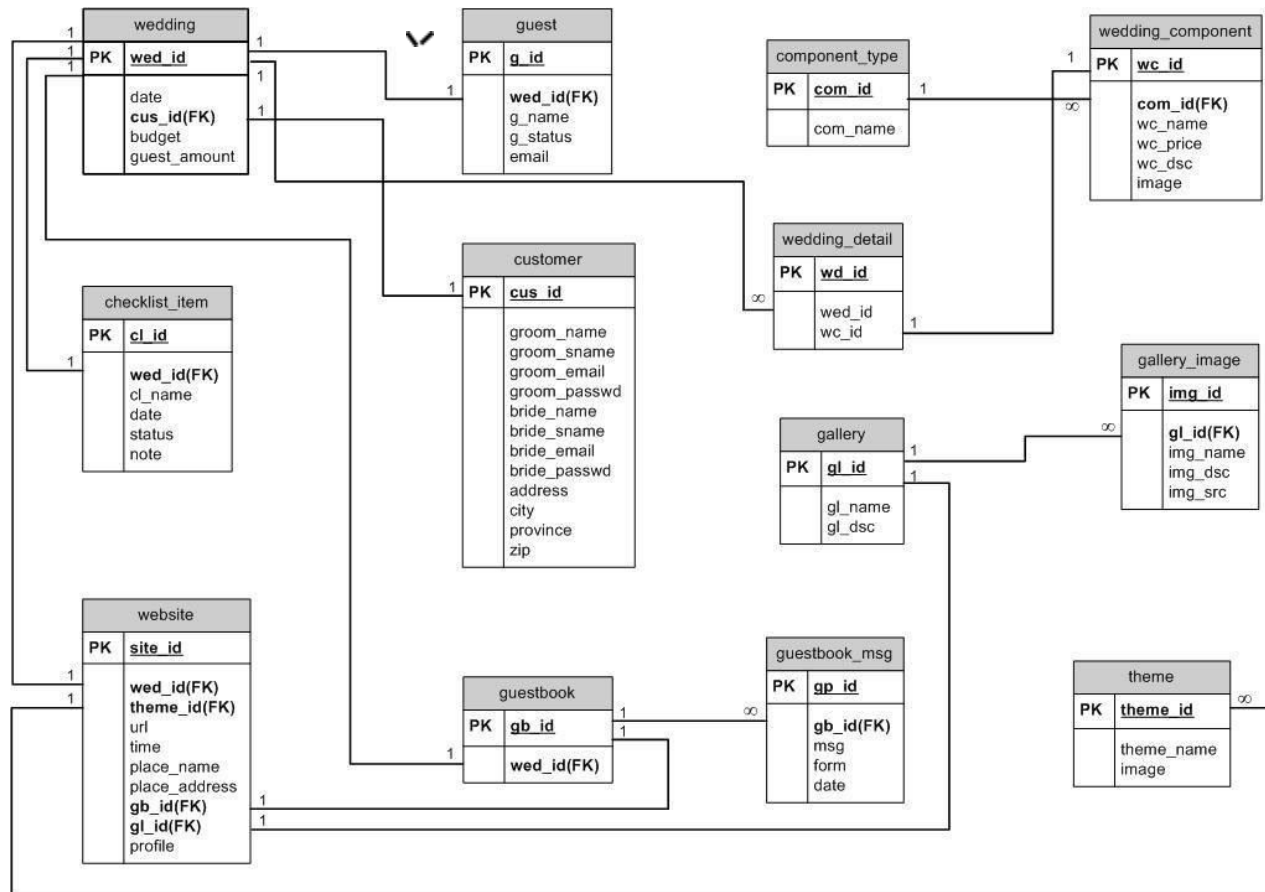 wedding
PK wed_id
date
cus_id(FK)
budget
guest_amount
1
1
1
1
1
1
guest
PK g_id
wed_id(FK)
g_name
g_status
email
1
component_type
PK com_id
com_name
1
wedding_component
PK wc_id
com_id(FK)
wc_name
wc_price
wc_dsc
image
1
∞
checklist_item
PK cl_id
wed_id(FK)
cl_name
date
status
note
1
customer
PK cus_id
groom_name
groom_sname
groom_email
groom_passwd
bride_name
bride_sname
bride_email
bride_passwd
address
city
province
zip
1
wedding_detail
PK wd_id
wed_id
wc_id
∞
1
gallery
PK gl_id
gl_name
gl_dsc
1
1
gallery_image
PK img_id
gl_id(FK)
img_name
img_dsc
img_src
∞
website
PK site_id
wed_id(FK)
theme_id(FK)
url
time
place_name
place_address
gb_id(FK)
gl_id(FK)
profile
1
1
1
1
guestbook
PK gb_id
wed_id(FK)
1
1
1
guestbook_msg
PK gp_id
gb_id(FK)
msg
form
date
∞
theme
PK theme_id
theme_name
image
∞